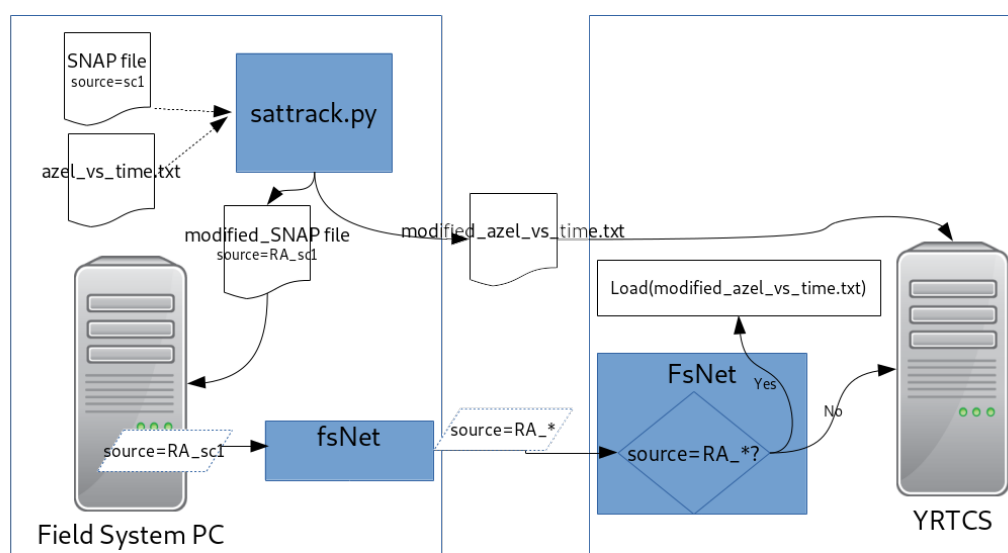 SNAP file
source=sc1
sattrack.py
azel_vs_time.txt
modified_SNAP file
source=RA_sc1
modified_azel_vs_time.txt
Load(modified_azel_vs_time.txt)
FsNet
Yes
No
source=RA_*?
fsNet
source=RA_*
source=RA_sc1
Field System PC
YRTCS